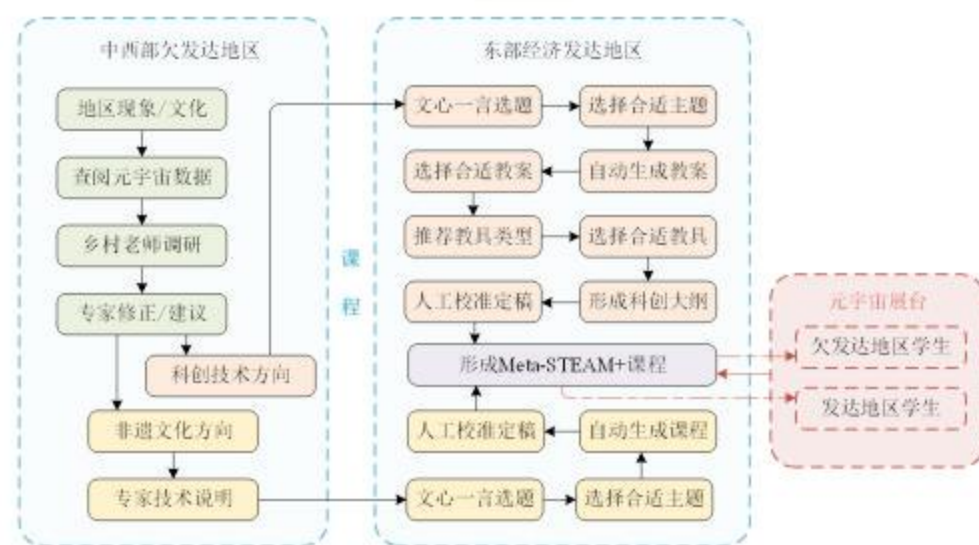 中西部欠发达地区
地区现象/文化
查阅元宇宙数据
乡村老师调研
专家修正/建议
科创技术方向
非遗文化方向
专家技术说明
课
程
东部经济发达地区
文心一言选题
选择合适主题
选择合适教案
自动生成教案
推荐教具类型
选择合适教具
人工校准定稿
形成科创大纲
形成Meta-STEAM+课程
人工校准定稿
自动生成课程
文心一言选题
选择合适主题
元宇宙展台
欠发达地区学生
发达地区学生